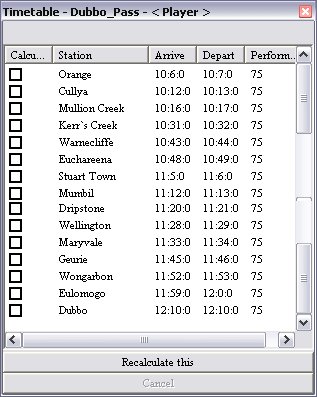 Timetable - Dubbo_Pass - < Player >
Calcu... Station Arrive Depart Perform...
Orange 10:6:0 10:7:0 75
Cullya 10:12:0 10:13:0 75
Mullion Creek 10:16:0 10:17:0 75
Kerr`s Creek 10:31:0 10:32:0 75
Warnecliffe 10:43:0 10:44:0 75
Euchareena 10:48:0 10:49:0 75
Stuart Town 11:5:0 11:6:0 75
Mumbil 11:12:0 11:13:0 75
Dripstone 11:20:0 11:21:0 75
Wellington 11:28:0 11:29:0 75
Maryvale 11:33:0 11:34:0 75
Geurie 11:45:0 11:46:0 75
Wongarbon 11:52:0 11:53:0 75
Eulomogo 11:59:0 12:0:0 75
Dubbo 12:10:0 12:10:0 75
Recalculate this
Cancel